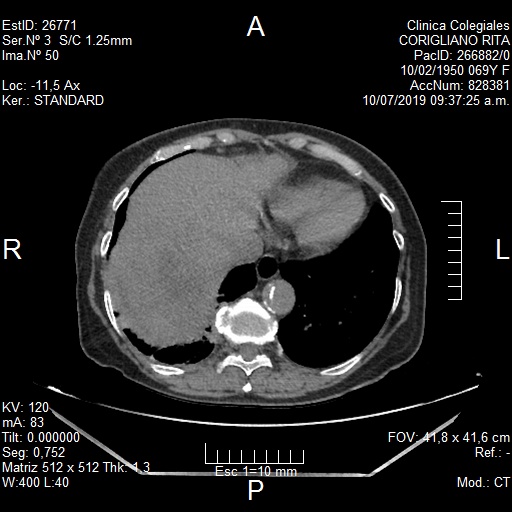 EstID: 26771
Ser.Nº 3 S/C 1.25mm
Ima.Nº 50
Loc: -11,5 Ax
Ker.: STANDARD
A
Clinica Colegiales
CORIGLIANO RITA
PacID: 266882/0
10/02/1950 069Y F
AccNum: 828381
10/07/2019 09:37:25 a.m.
R
L
KV: 120
mA: 83
Tilt: 0.000000
Seg: 0,752
Matriz 512 x 512 Thk: 1.3
W:400 L:40
Esc 1=10 mm
P
FOV: 41,8 x 41,6 cm
Ref.: -
Mod.: CT